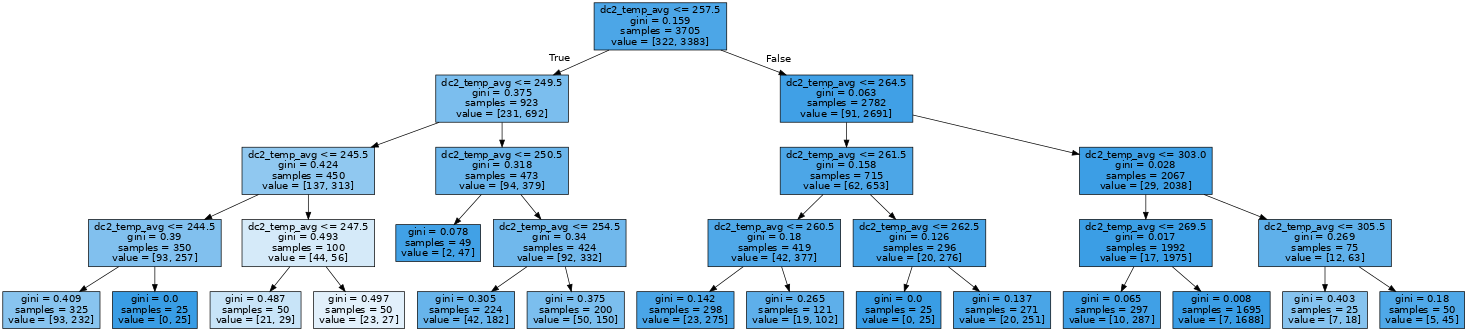 dc2_temp_avg <= 257.5
gini = 0.159
samples = 3705
value = [322, 3383]
True
False
dc2_temp_avg <= 249.5
gini = 0.375
samples = 923
value = [231, 692]
dc2_temp_avg <= 264.5
gini = 0.063
samples = 2782
value = [91, 2691]
dc2_temp_avg <= 245.5
gini = 0.424
samples = 450
value = [137, 313]
dc2_temp_avg <= 250.5
gini = 0.318
samples = 473
value = [94, 379]
dc2_temp_avg <= 261.5
gini = 0.158
samples = 715
value = [62, 653]
dc2_temp_avg <= 303.0
gini = 0.028
samples = 2067
value = [29, 2038]
dc2_temp_avg <= 244.5
gini = 0.39
samples = 350
value = [93, 257]
dc2_temp_avg <= 247.5
gini = 0.493
samples = 100
value = [44, 56]
gini = 0.078
samples = 49
value = [2, 47]
dc2_temp_avg <= 254.5
gini = 0.34
samples = 424
value = [92, 332]
dc2_temp_avg <= 260.5
gini = 0.18
samples = 419
value = [42, 377]
dc2_temp_avg <= 262.5
gini = 0.126
samples = 296
value = [20, 276]
dc2_temp_avg <= 269.5
gini = 0.017
samples = 1992
value = [17, 1975]
dc2_temp_avg <= 305.5
gini = 0.269
samples = 75
value = [12, 63]
gini = 0.409
samples = 325
value = [93, 232]
gini = 0.0
samples = 25
value = [0, 25]
gini = 0.487
samples = 50
value = [21, 29]
gini = 0.497
samples = 50
value = [23, 27]
gini = 0.305
samples = 224
value = [42, 182]
gini = 0.375
samples = 200
value = [50, 150]
gini = 0.142
samples = 298
value = [23, 275]
gini = 0.265
samples = 121
value = [19, 102]
gini = 0.0
samples = 25
value = [0, 25]
gini = 0.137
samples = 271
value = [20, 251]
gini = 0.065
samples = 297
value = [10, 287]
gini = 0.008
samples = 1695
value = [7, 1688]
gini = 0.403
samples = 25
value = [7, 18]
gini = 0.18
samples = 50
value = [5, 45]